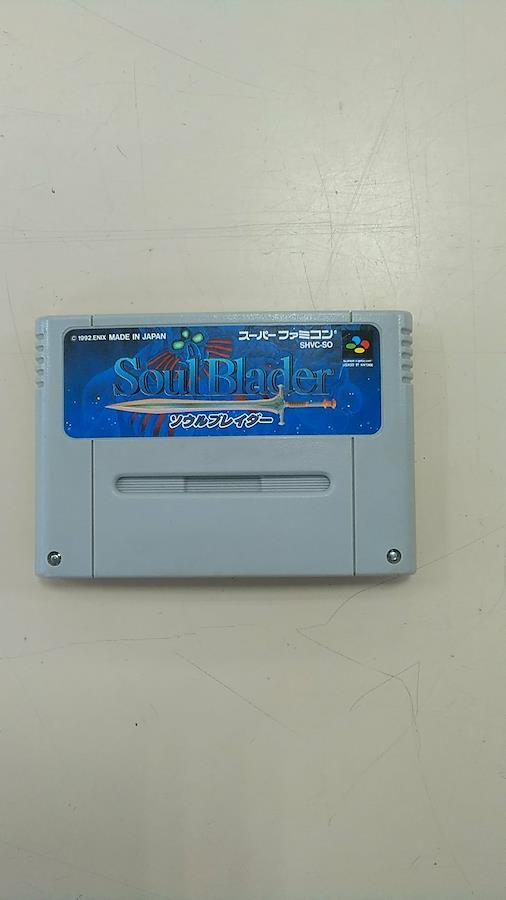 © 1992.ENIX MADE IN JAPAN
スーパーファミコン®
SHVC-SO
Soul Blader
ソウルブレイダー